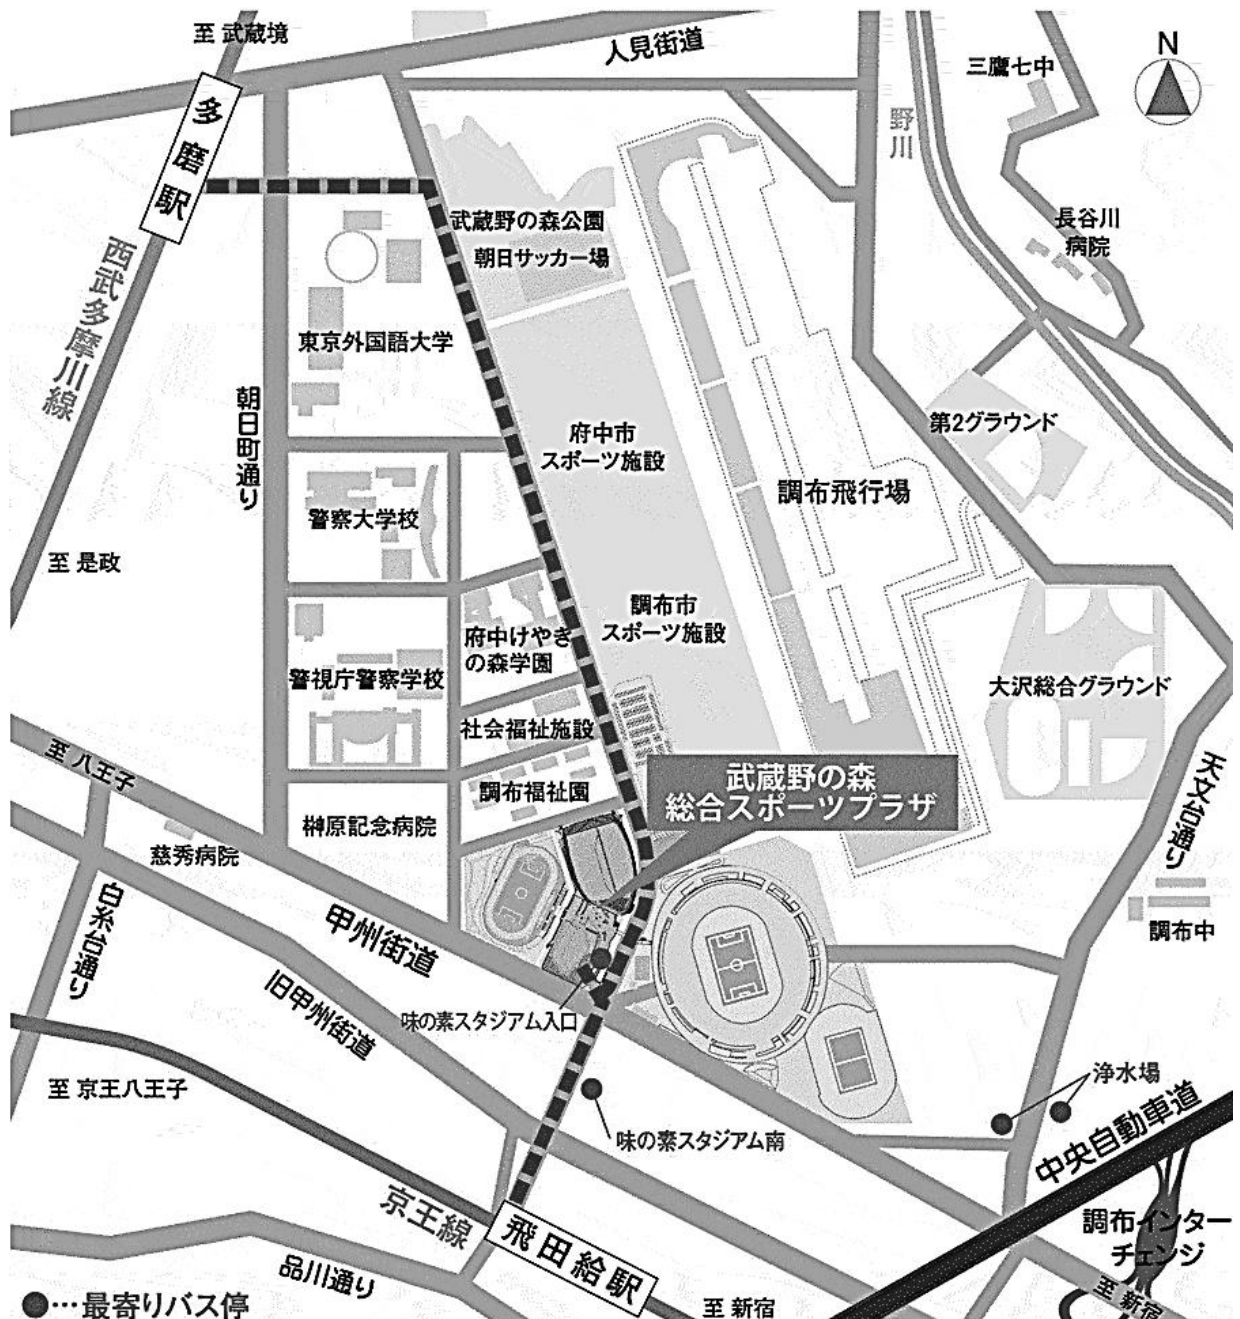 至 武蔵境
人見街道
三鷹七中
N
多磨駅
野川
武蔵野の森公園
朝日サッカー場
長谷川
病院
西武多摩川線
東京外国語大学
朝日町通り
府中市
スポーツ施設
第2グラウンド
調布飛行場
警察大学校
至 是政
調布市
スポーツ施設
府中けやき
の森学園
警視庁警察学校
大沢総合グラウンド
社会福祉施設
至 八王子
武蔵野の森
総合スポーツプラザ
天文台通り
調布福祉園
榊原記念病院
慈秀病院
白糸台通り
甲州街道
調布中
旧甲州街道
味の素スタジアム入口
至 京王八王子
浄水場
味の素スタジアム南
中央自動車道
京王線
飛田給駅
調布インター
チェンジ
品川通り
至 新宿
至 新宿
●…最寄りバス停